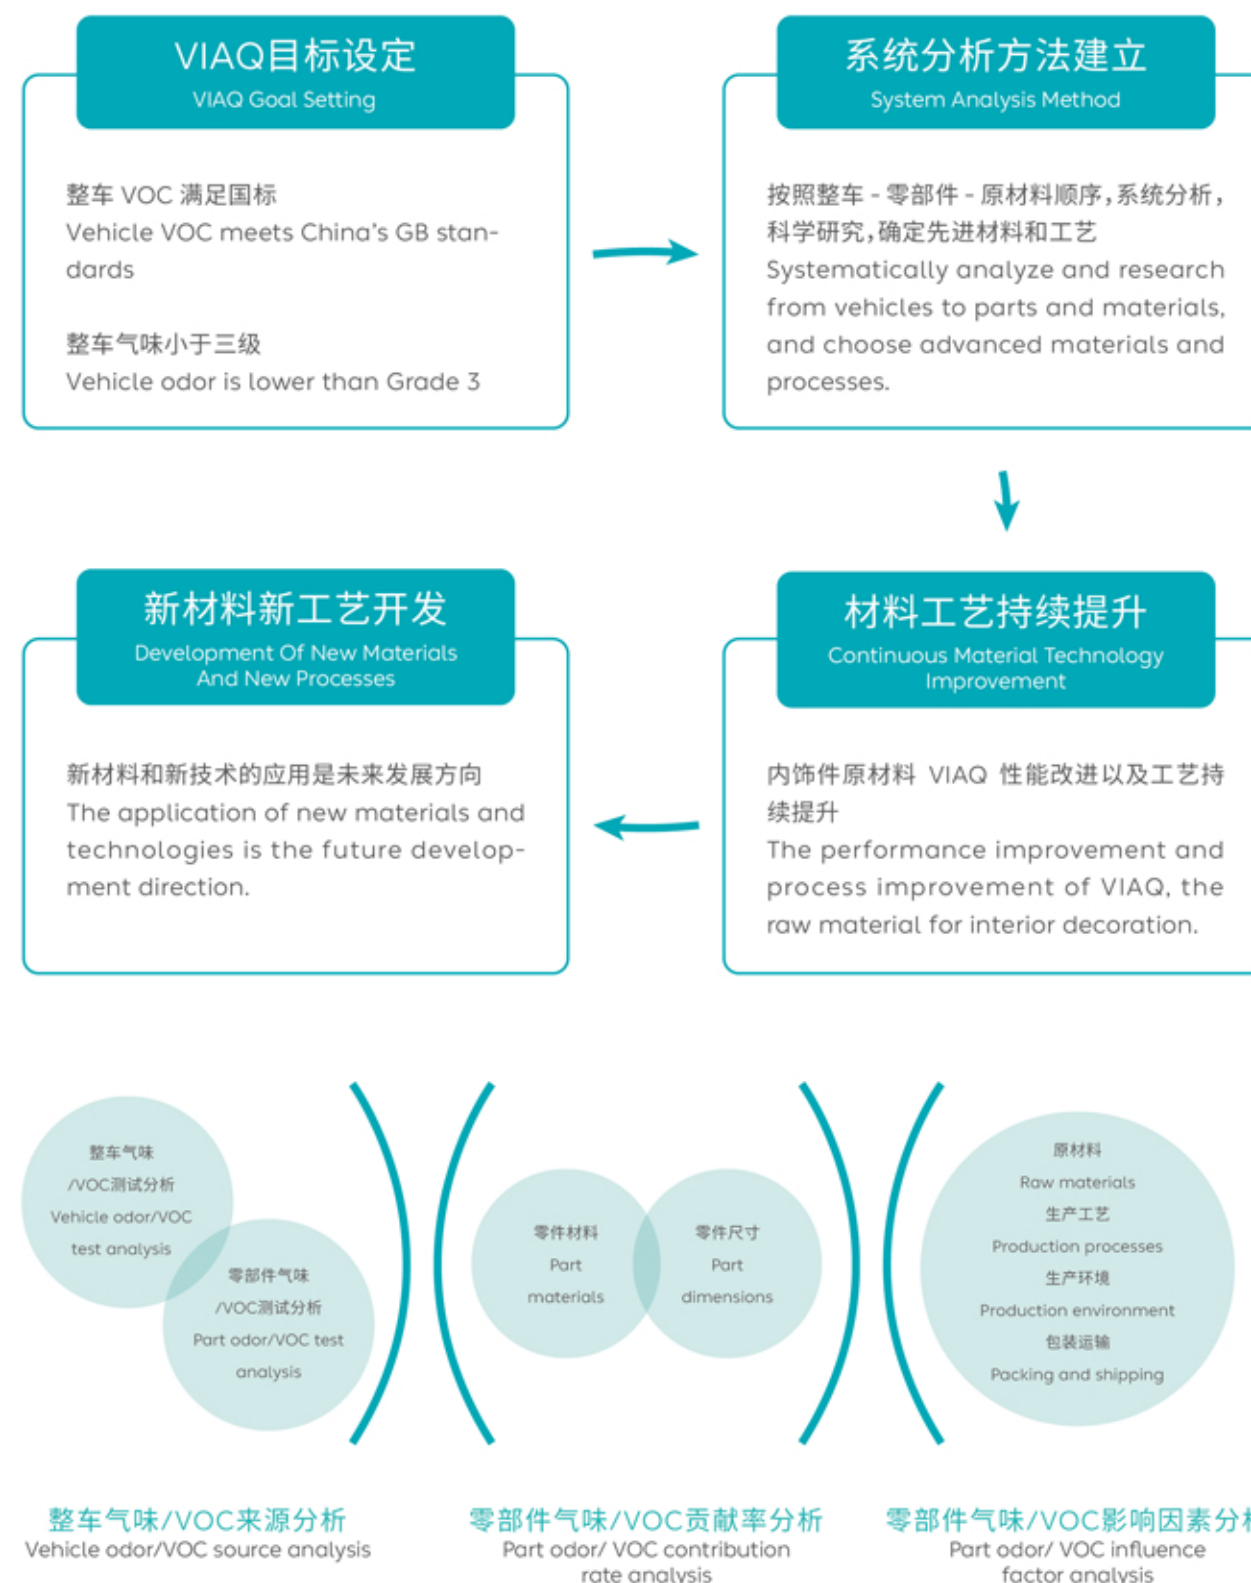 VIAQ目标设定
VIAQ Goal Setting
整车 VOC 满足国标
Vehicle VOC meets China's GB stan-
dards
整车气味小于三级
Vehicle odor is lower than Grade 3
系统分析方法建立
System Analysis Method
按照整车 - 零部件 - 原材料顺序，系统分析，
科学研究，确定先进材料和工艺
Systematically analyze and research
from vehicles to parts and materials,
and choose advanced materials and
processes.
新材料新工艺开发
Development Of New Materials
And New Processes
新材料和新技术的应用是未来发展方向
The application of new materials and
technologies is the future develop-
ment direction.
材料工艺持续提升
Continuous Material Technology
Improvement
内饰件原材料 VIAQ 性能改进以及工艺持
续提升
The performance improvement and
process improvement of VIAQ, the
raw material for interior decoration.
整车气味
/VOC测试分析
Vehicle odor/VOC
test analysis
零部件气味
/VOC测试分析
Part odor/VOC test
analysis
零件材料
Part
materials
零件尺寸
Part
dimensions
原材料
Raw materials
生产工艺
Production processes
生产环境
Production environment
包装运输
Packing and shipping
整车气味/VOC来源分析
Vehicle odor/VOC source analysis
零部件气味/VOC贡献率分析
Part odor/ VOC contribution
rate analysis
零部件气味/VOC影响因素分析
Part odor/ VOC influence
factor analysis